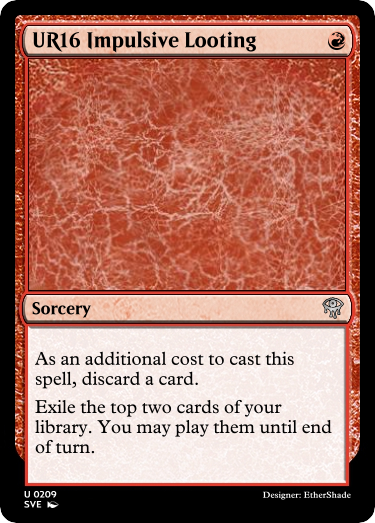 UR16 Impulsive Looting
Sorcery
As an additional cost to cast this
spell, discard a card.
Exile the top two cards of your
library. You may play them until end
of turn.
U 0209
SVE
Designer: EtherShade